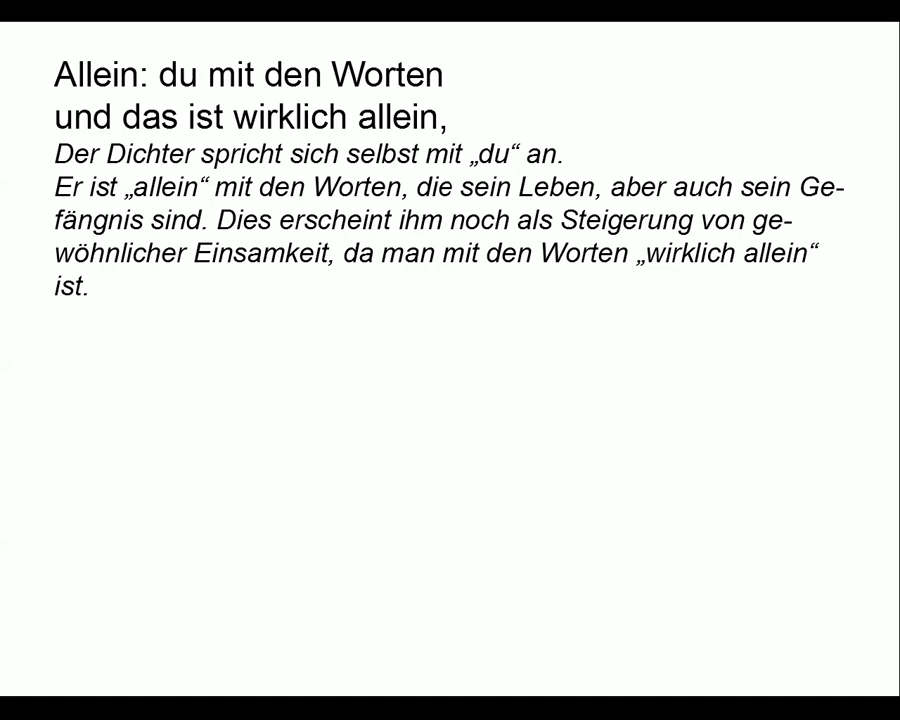 Allein: du mit den Worten
und das ist wirklich allein,
Der Dichter spricht sich selbst mit „du“ an.
Er ist „allein“ mit den Worten, die sein Leben, aber auch sein Ge-
fängnis sind. Dies erscheint ihm noch als Steigerung von ge-
wöhnlicher Einsamkeit, da man mit den Worten „wirklich allein“
ist.